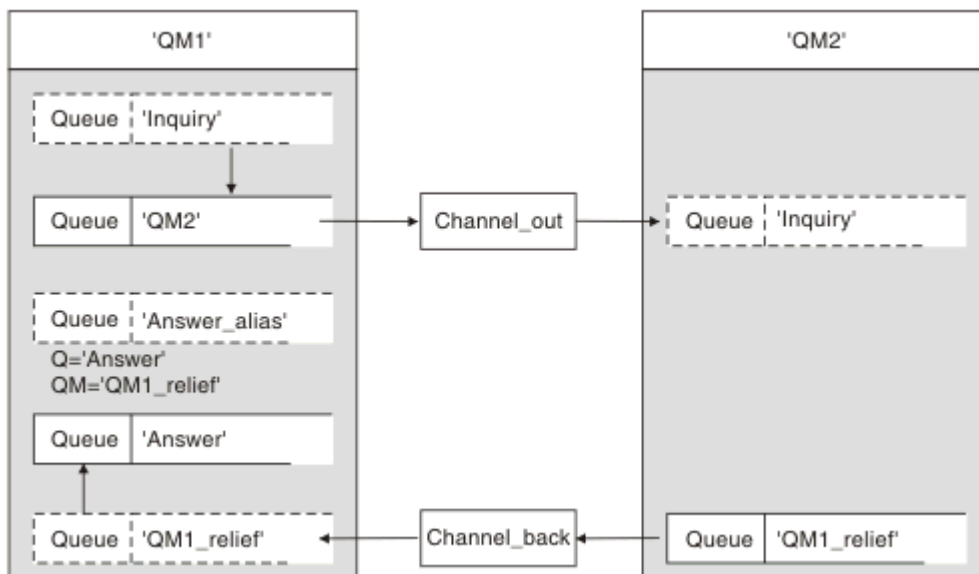 'QM1'
Queue 'Inquiry'
Queue 'QM2'
Queue 'Answer_alias'
Q='Answer'
QM='QM1_relief'
Queue 'Answer'
Queue 'QM1_relief'
Channel_out
Channel_back
'QM2'
Queue 'Inquiry'
Queue 'QM1_relief'